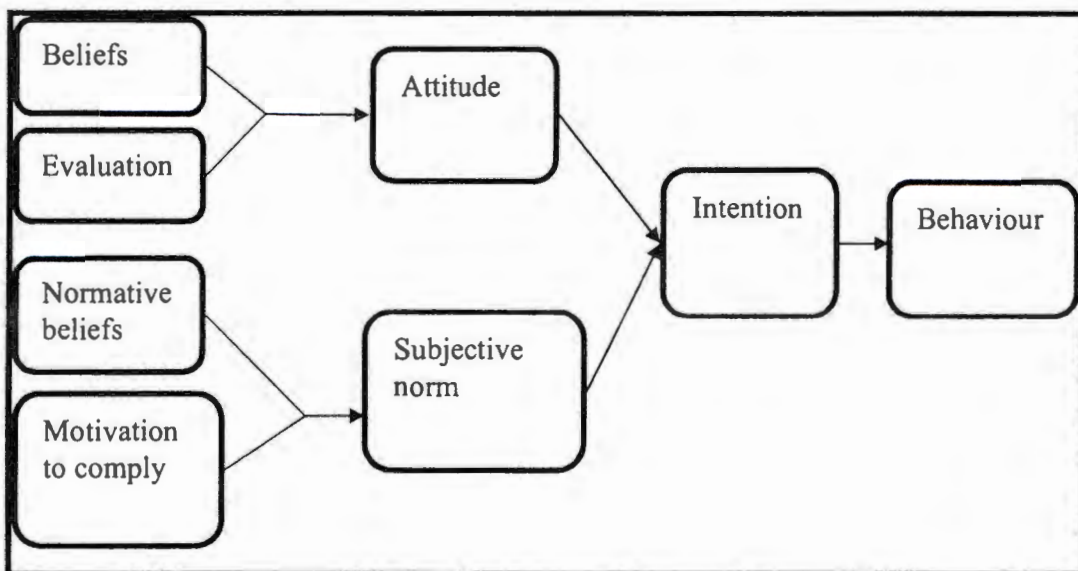 Beliefs
Evaluation
Normative
beliefs
Motivation
to comply
Attitude
Subjective
norm
Intention
Behaviour